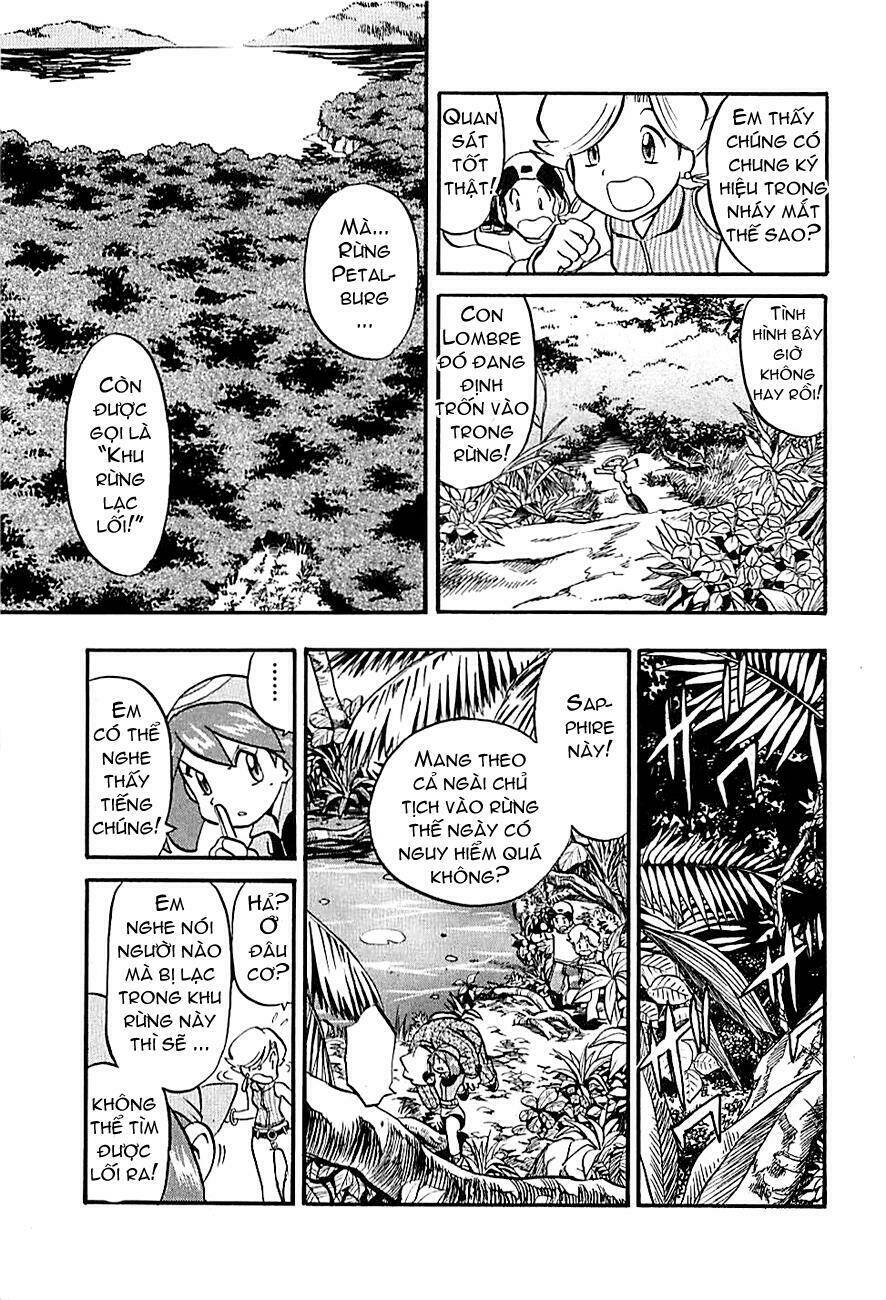 EM THẤY
CHÚNG CÓ
CHUNG KÝ
HIỆU TRONG
NHÁY MẮT
THẾ SAO?
QUAN
SÁT
TỐT
THẬT!
TÌNH
HÌNH BÂY
GIỜ
KHÔNG
HAY RỒI!
CON
LOMBRE
ĐÓ ĐANG
ĐỊNH
TRỐN VÀO
TRONG
RỪNG!
MÀ...
RỪNG
PETAL-
BURG
...
CÒN
ĐƯỢC
GỌI LÀ
"KHU
RỪNG
LẠC
LỐI!"
SAP-
PHIRE
NÀY!
MANG THEO
CẢ NGÀI CHỦ
TỊCH VÀO RỪNG
THẾ NGÀY CÓ
NGUY HIỂM QUÁ
KHÔNG?
......
EM
CÓ THỂ
NGHE
THẤY
TIẾNG
CHÚNG!
HẢ?
Ở
ĐÂU
CƠ?
EM
NGHE NÓI
NGƯỜI NÀO
MÀ BỊ LẠC
TRONG KHU
RỪNG NÀY
THÌ SẼ ...
KHÔNG
THỂ TÌM
ĐƯỢC
LỐI RA!